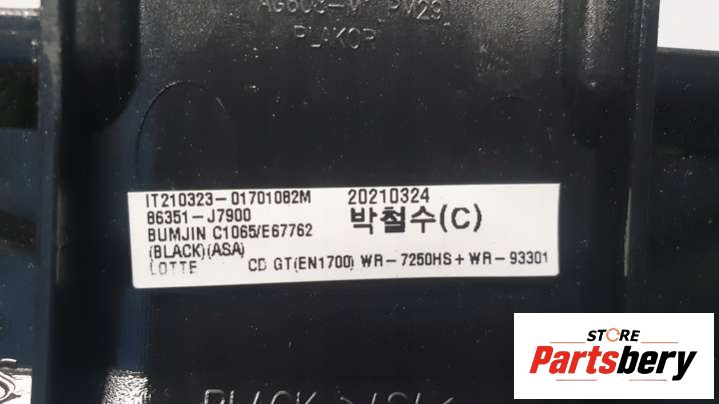 PLAKOR
IT210323-01701082M 20210324
86351-J7900 박철수(C)
BUMJIN C1065/E67762
(BLACK)(ASA)
LOTTE CD GT(EN1700) WR-7250HS+WR-93301
STORE
Partsbery